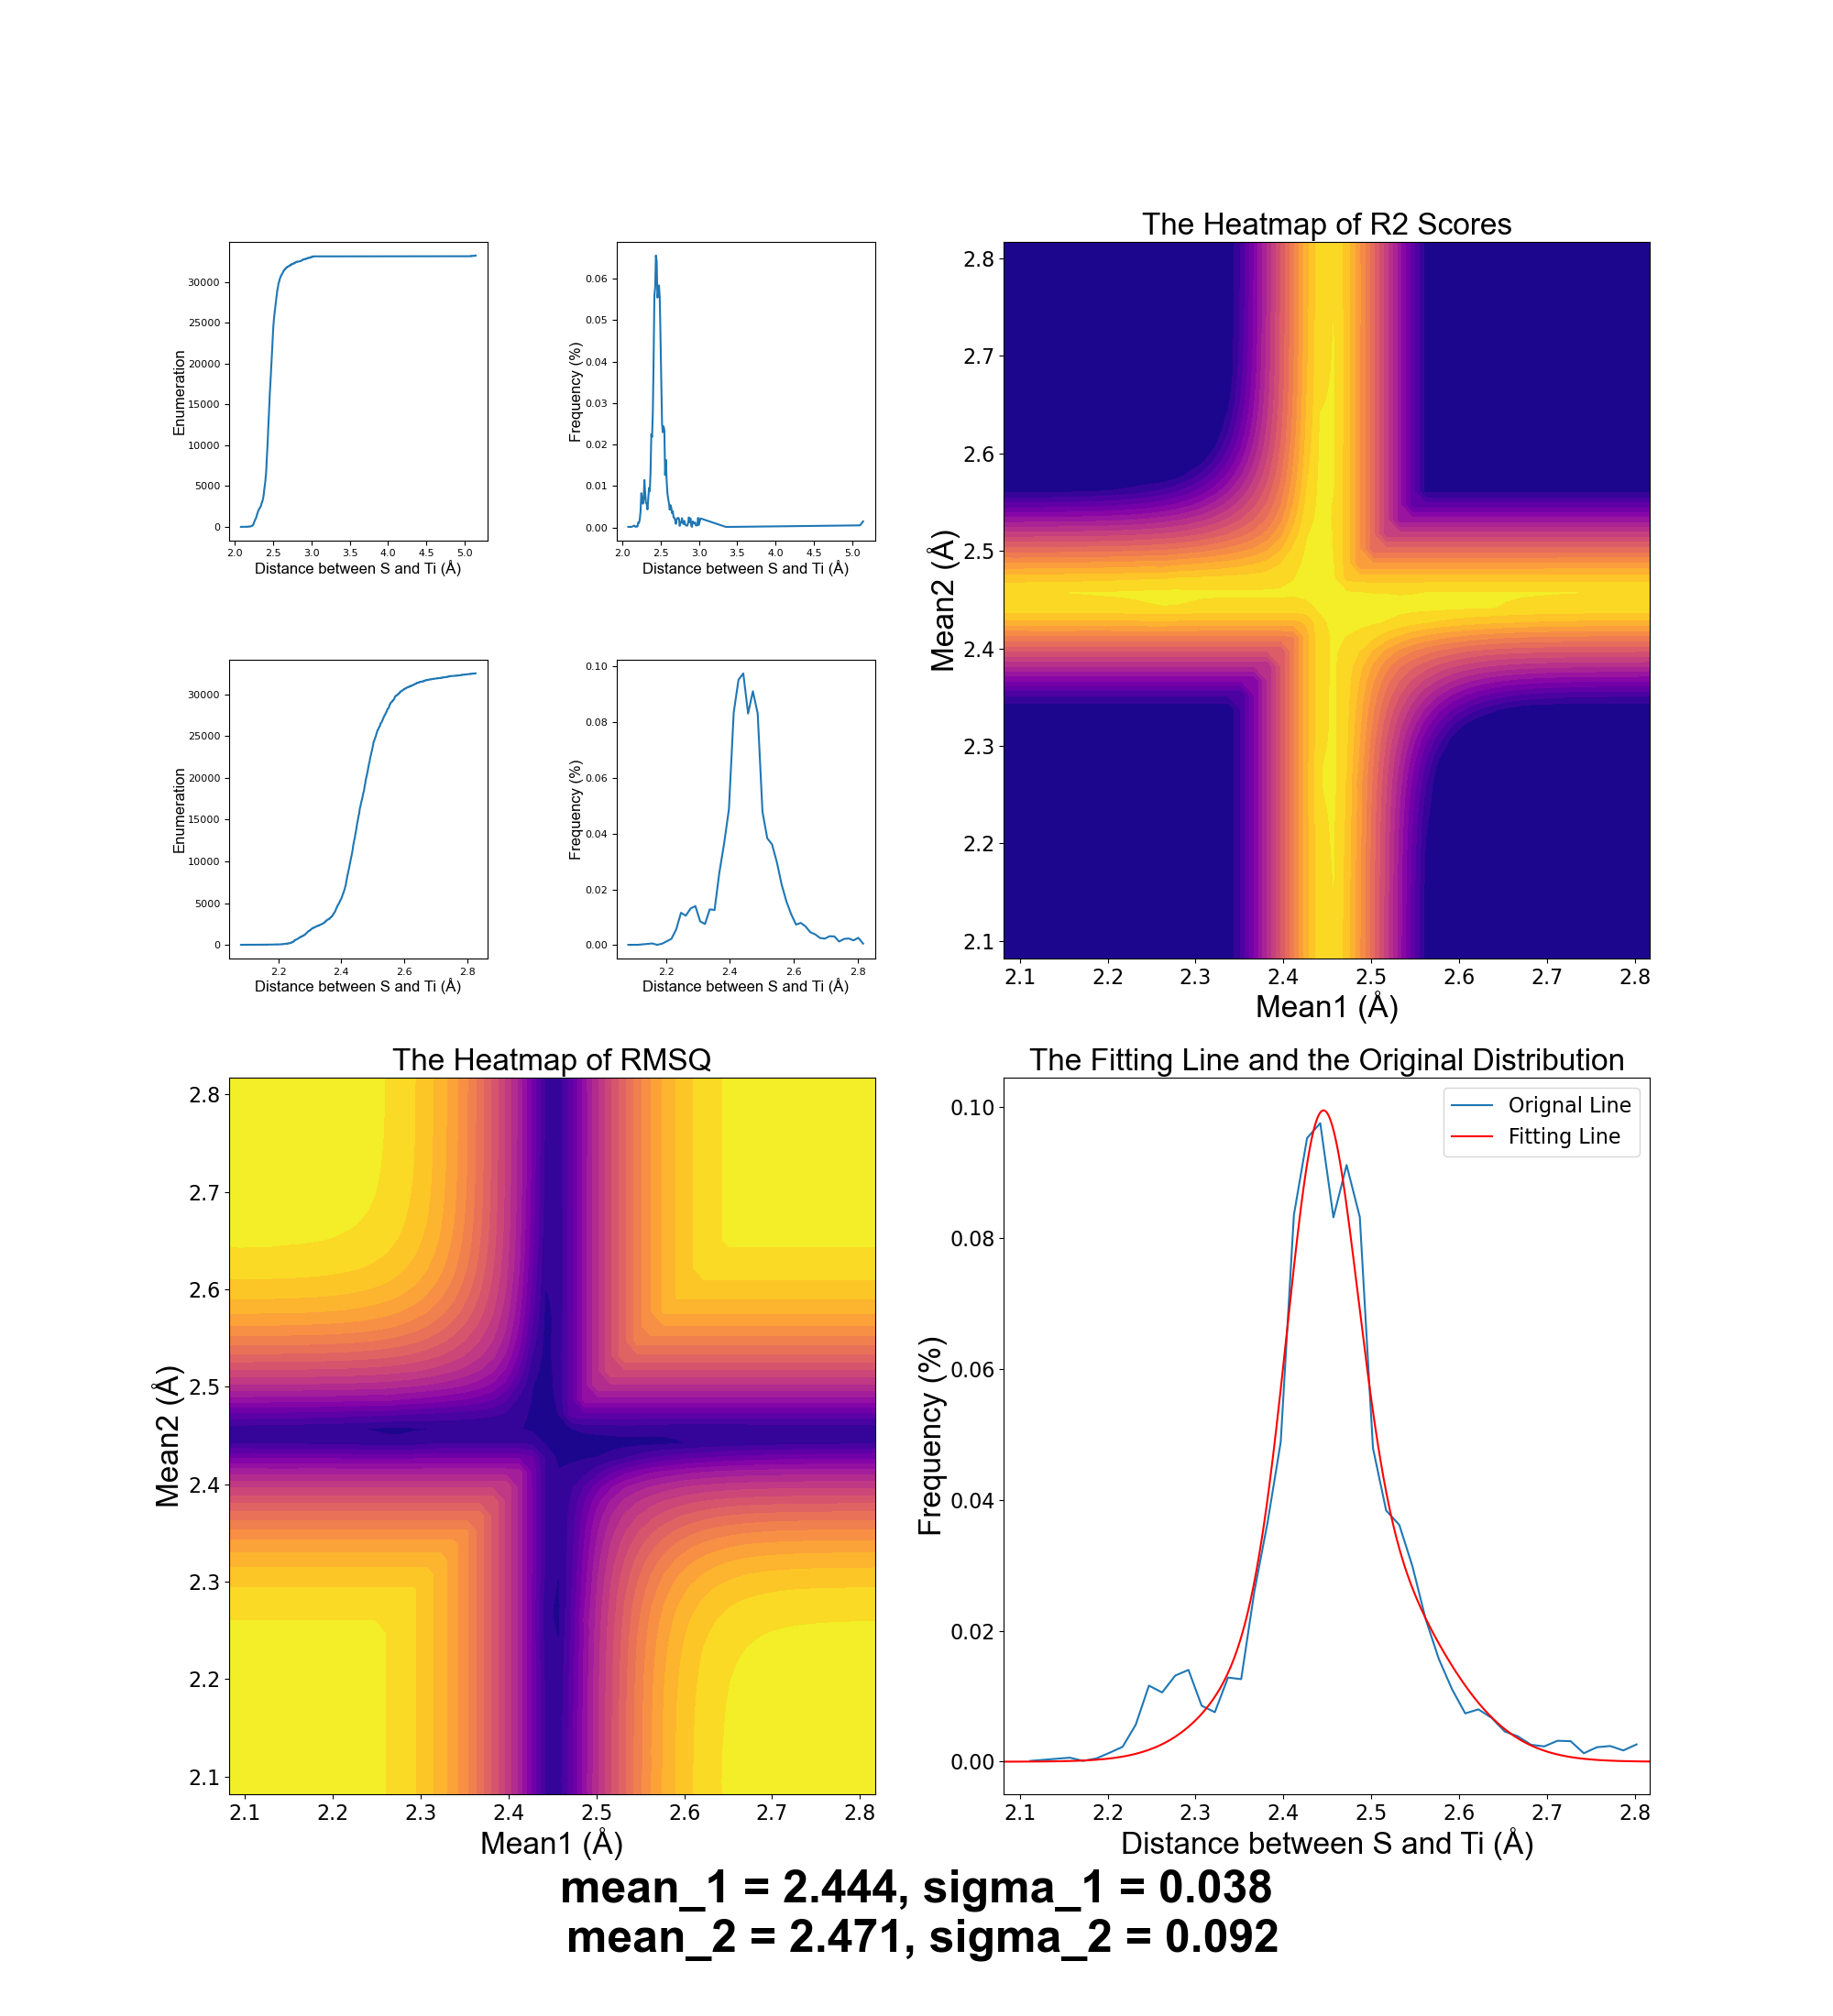 30000
25000
20000
15000
10000
5000
0
Enumeration
2.0 2.5 3.0 3.5 4.0 4.5 5.0
Distance between S and Ti (Å)
0.06
0.05
0.04
0.03
0.02
0.01
0.00
Frequency (%)
2.0 2.5 3.0 3.5 4.0 4.5 5.0
Distance between S and Ti (Å)
The Heatmap of R2 Scores
2.8
2.7
2.6
2.5
2.4
2.3
2.2
2.1
Mean2 (Å)
2.1 2.2 2.3 2.4 2.5 2.6 2.7 2.8
Mean1 (Å)
30000
25000
20000
15000
10000
5000
0
Enumeration
2.2 2.4 2.6 2.8
Distance between S and Ti (Å)
0.10
0.08
0.06
0.04
0.02
0.00
Frequency (%)
2.2 2.4 2.6 2.8
Distance between S and Ti (Å)
The Heatmap of RMSQ
2.8
2.7
2.6
2.5
2.4
2.3
2.2
2.1
Mean2 (Å)
2.1 2.2 2.3 2.4 2.5 2.6 2.7 2.8
Mean1 (Å)
The Fitting Line and the Original Distribution
Orignal Line
Fitting Line
0.10
0.08
0.06
0.04
0.02
0.00
Frequency (%)
2.1 2.2 2.3 2.4 2.5 2.6 2.7 2.8
Distance between S and Ti (Å)
mean_1 = 2.444, sigma_1 = 0.038
mean_2 = 2.471, sigma_2 = 0.092